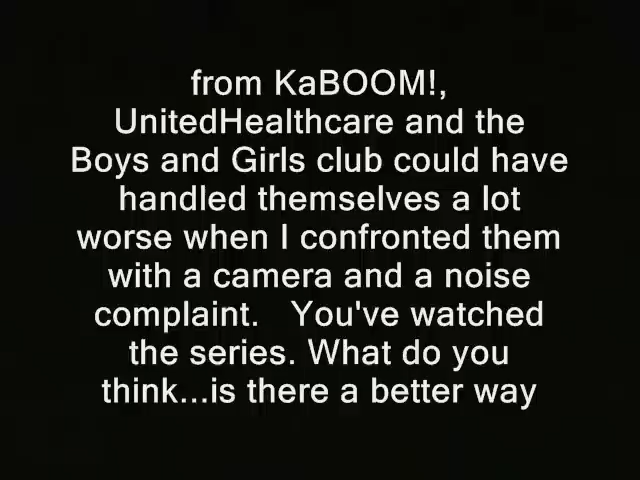 from KaBOOM!,
UnitedHealthcare and the
Boys and Girls club could have
handled themselves a lot
worse when I confronted them
with a camera and a noise
complaint.   You've watched
the series. What do you
think...is there a better way